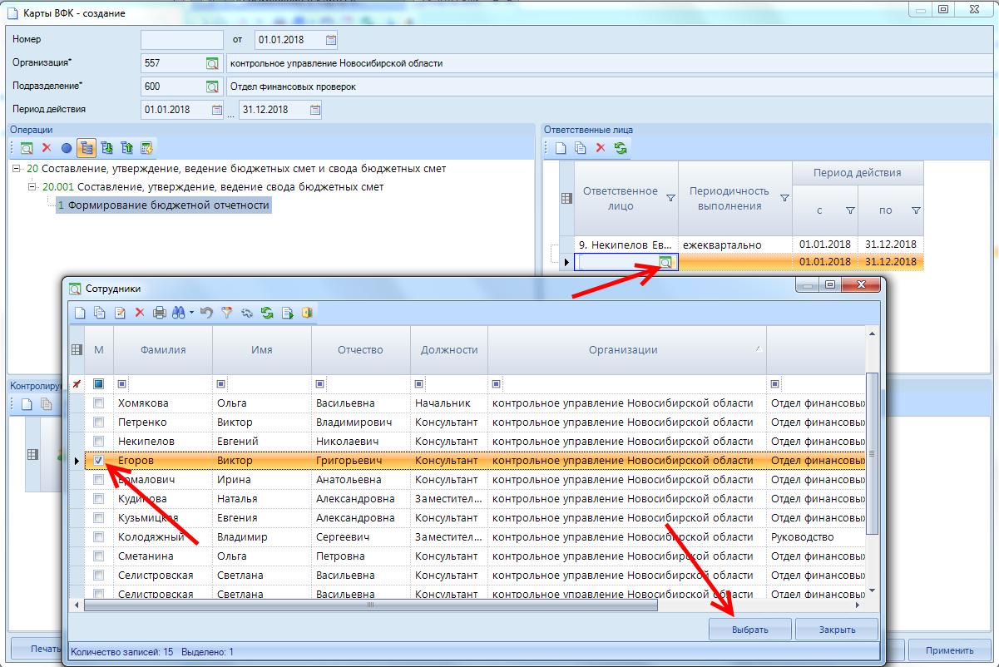 Карты ВФК - создание
Номер от 01.01.2018
Организация* 557 контрольное управление Новосибирской области
Подразделение* 600 Отдел финансовых проверок
Период действия 01.01.2018 ... 31.12.2018
Операции
20 Составление, утверждение, ведение бюджетных смет и свода бюджетных смет
20.001 Составление, утверждение, ведение свода бюджетных смет
1 Формирование бюджетной отчетности
Ответственные лица
Ответственное лицо Периодичность выполнения Период действия
с по
9. Некипелов Ев... ежеквартально 01.01.2018 31.12.2018
01.01.2018 31.12.2018
Контролирую
Сотрудники
М Фамилия Имя Отчество Должности Организации
Хомякова Ольга Васильевна Начальник контрольное управление Новосибирской области Отдел финансовых
Петренко Виктор Владимирович Консультант контрольное управление Новосибирской области Отдел финансовых
Некипелов Евгений Николаевич Консультант контрольное управление Новосибирской области Отдел финансовых
Егоров Виктор Григорьевич Консультант контрольное управление Новосибирской области Отдел финансовых
Ермалович Ирина Анатольевна Консультант контрольное управление Новосибирской области Отдел финансовых
Кудинова Наталья Александровна Заместител... контрольное управление Новосибирской области Отдел финансовых
Кузьмицкая Евгения Александровна Консультант контрольное управление Новосибирской области Отдел финансовых
Колодяжный Владимир Сергеевич Заместител... контрольное управление Новосибирской области Руководство
Сметанина Ольга Петровна Консультант контрольное управление Новосибирской области Отдел финансовых
Селистровская Светлана Васильевна Консультант контрольное управление Новосибирской области Отдел финансовых
Селистровская Светлана Васильевна Консультант контрольное управление Новосибирской области Отдел финансовых
Выбрать Закрыть
Количество записей: 15 Выделено: 1
Печать Применить